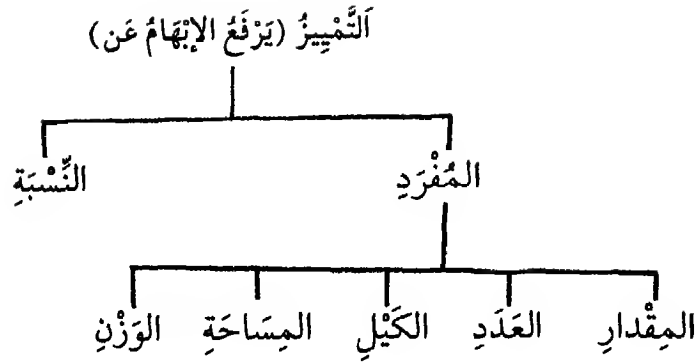 اَلتَّمْيِيزُ (يَرْفَعُ الإِبْهَامُ عَن)
المُفْرَدِ النِّسْبَةِ
المِقْدارِ العَدَدِ الكَيْلِ المِسَاحَةِ الوَزْنِ